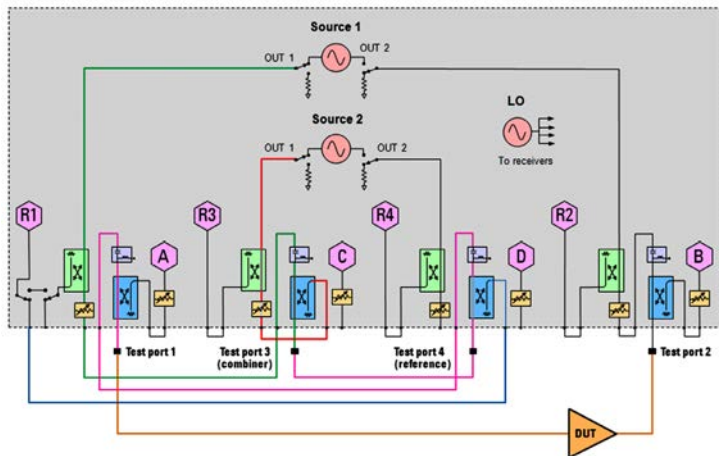 Source 1
OUT 1
OUT 2
LO
Source 2
OUT 1
OUT 2
To receivers
R1
R3
R4
R2
A
C
D
B
Test port 1
Test port 3
(combiner)
Test port 4
(reference)
Test port 2
DUT